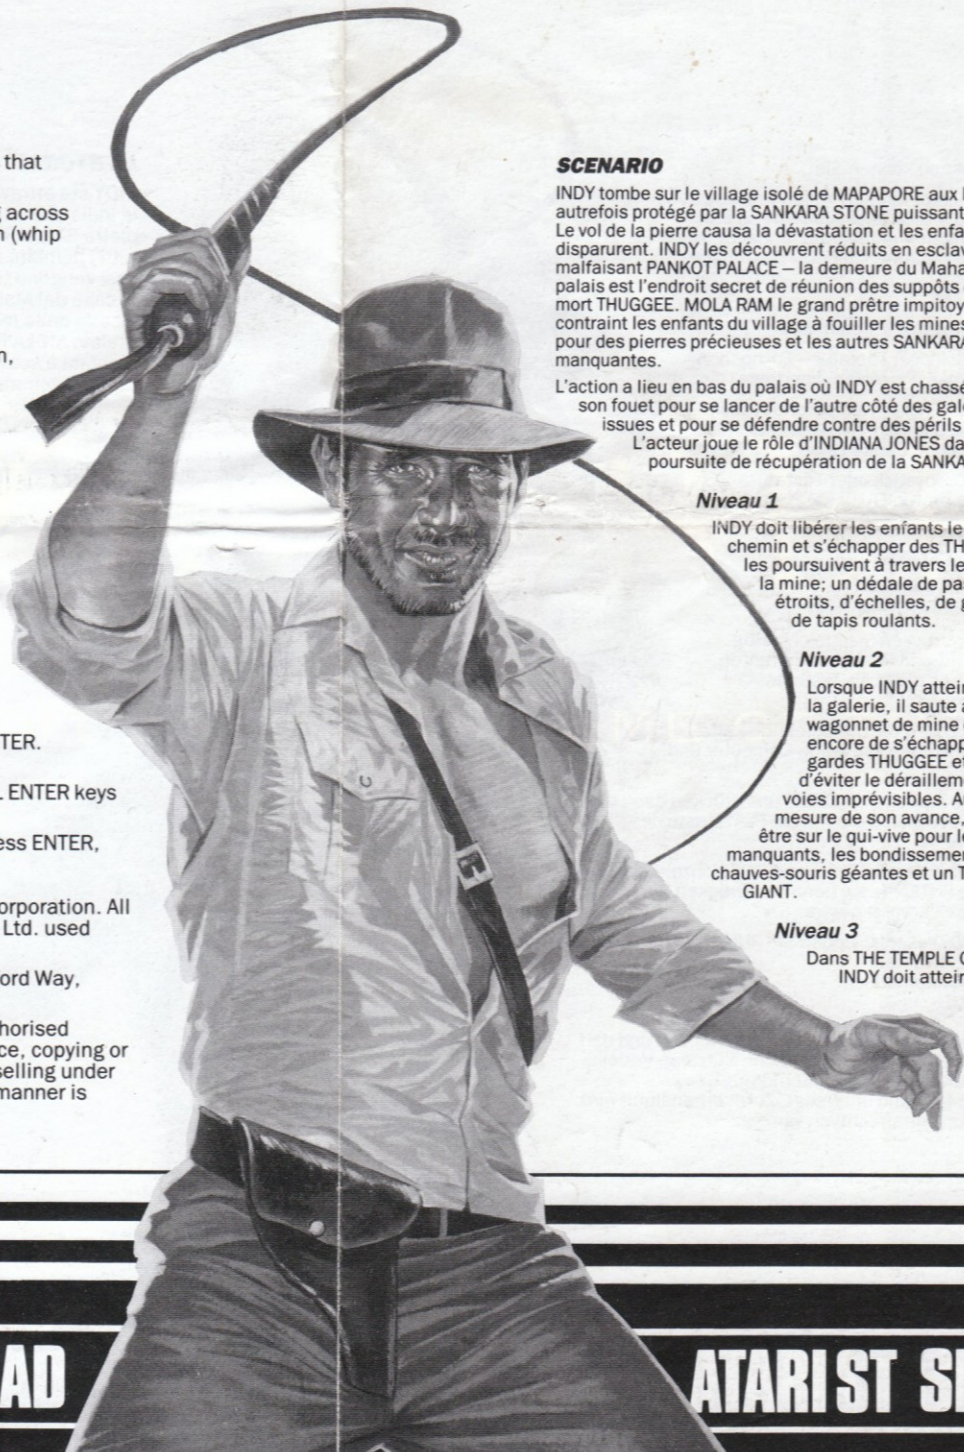 that
across
(whip
TER.
ENTER keys
ess ENTER,
orporation. All
Ltd. used
ord Way,
horised
ce, copying or
selling under
manner is
SCENARIO
INDY tombe sur le village isolé de MAPAPORE aux
autrefois protégé par la SANKARA STONE puissant
Le vol de la pierre causa la dévastation et les enfa
disparurent. INDY les découvrent réduits en esclav
malfaisant PANKOT PALACE – la demeure du Maha
palais est l'endroit secret de réunion des suppôts
mort THUGGEE. MOLA RAM le grand prêtre impitoy
contraint les enfants du village à fouiller les mines
pour des pierres précieuses et les autres SANKARA
manquantes.
L'action a lieu en bas du palais où INDY est chassé
son fouet pour se lancer de l'autre côté des gale
issues et pour se défendre contre des périls
L'acteur joue le rôle d'INDIANA JONES da
poursuite de récupération de la SANKA
Niveau 1
INDY doit libérer les enfants le
chemin et s'échapper des TH
les poursuivent à travers le
la mine; un dédale de pas
étroits, d'échelles, de g
de tapis roulants.
Niveau 2
Lorsque INDY attein
la galerie, il saute
wagonnet de mine
encore de s'échapp
gardes THUGGEE et
d'éviter le dérailleme
voies imprévisibles. A
mesure de son avance,
être sur le qui-vive pour le
manquants, les bondissemen
chauves-souris géantes et un T
GIANT.
Niveau 3
Dans THE TEMPLE O
INDY doit attein
AD
ATARI ST S